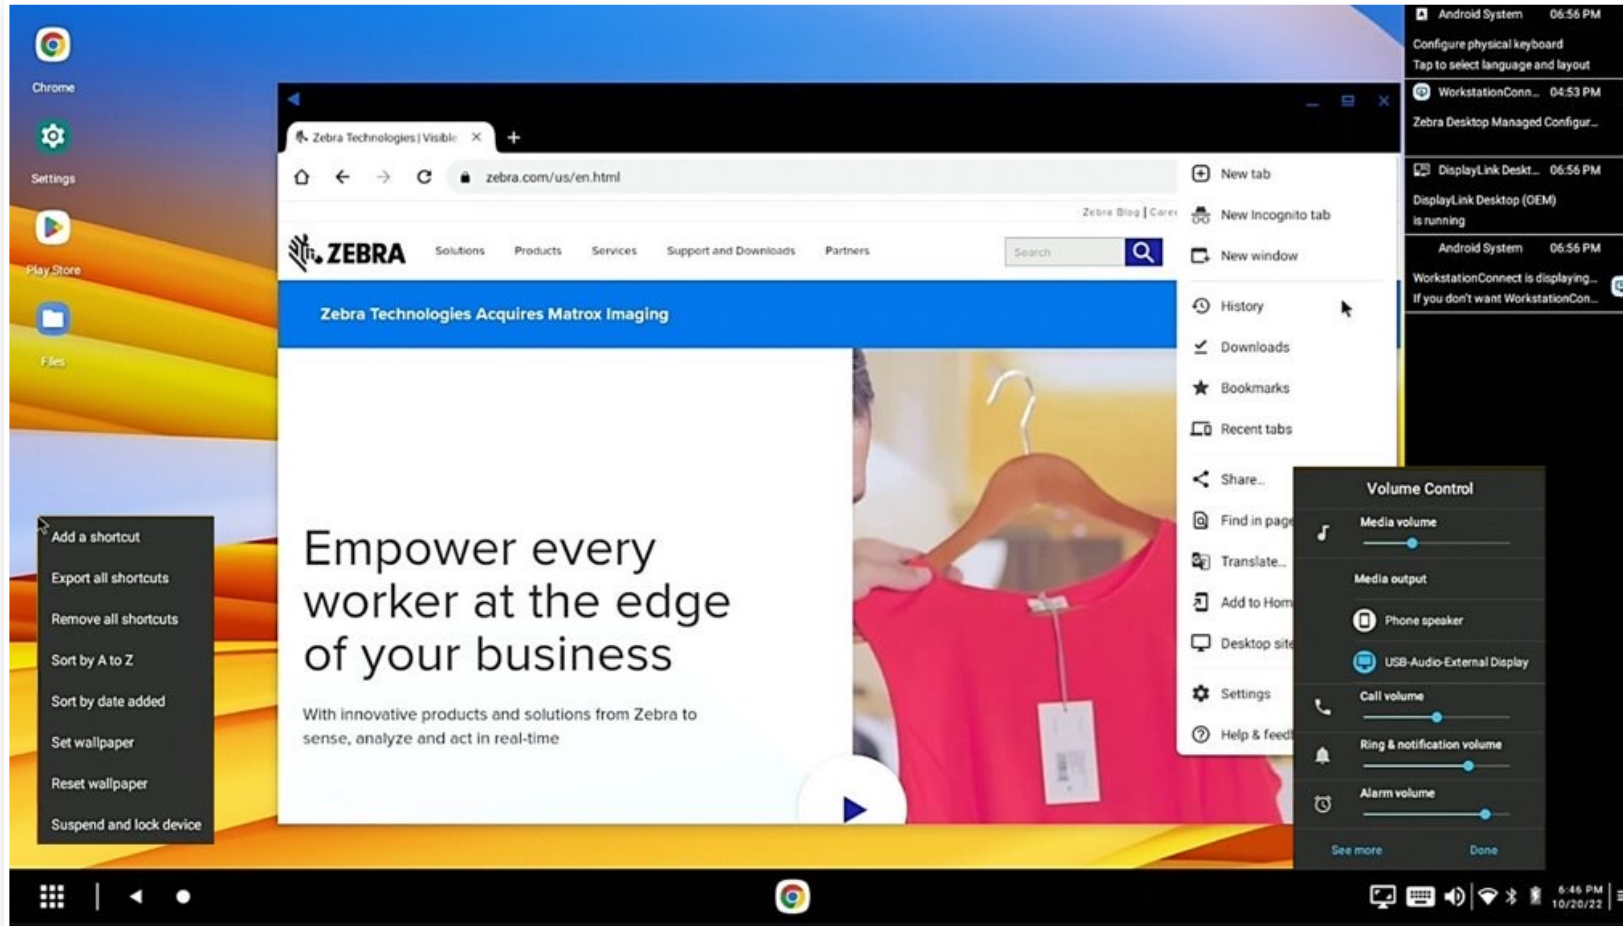 Chrome
Settings
Play Store
Files
Add a shortcut
Export all shortcuts
Remove all shortcuts
Sort by A to Z
Sort by date added
Set wallpaper
Reset wallpaper
Suspend and lock device
Zebra Technologies | Visible
zebra.com/us/en.html
Zebra Blog |
ZEBRA
Solutions
Products
Services
Support and Downloads
Partners
Search
Zebra Technologies Acquires Matrox Imaging
Empower every
worker at the edge
of your business
With innovative products and solutions from Zebra to
sense, analyze and act in real-time
New tab
New Incognito tab
New window
History
Downloads
Bookmarks
Recent tabs
Share...
Find in page
Translate...
Add to Hom
Desktop site
Settings
Help & feed
Android System 06:56 PM
Configure physical keyboard
Tap to select language and layout
WorkstationConn... 04:53 PM
Zebra Desktop Managed Configur...
DisplayLink Deskt... 06:56 PM
DisplayLink Desktop (OEM)
is running
Android System 06:56 PM
WorkstationConnect is displaying...
If you don't want WorkstationCon...
Volume Control
Media volume
Media output
Phone speaker
USB-Audio-External Display
Call volume
Ring & notification volume
Alarm volume
See more
Done
6:46 PM
10/20/22